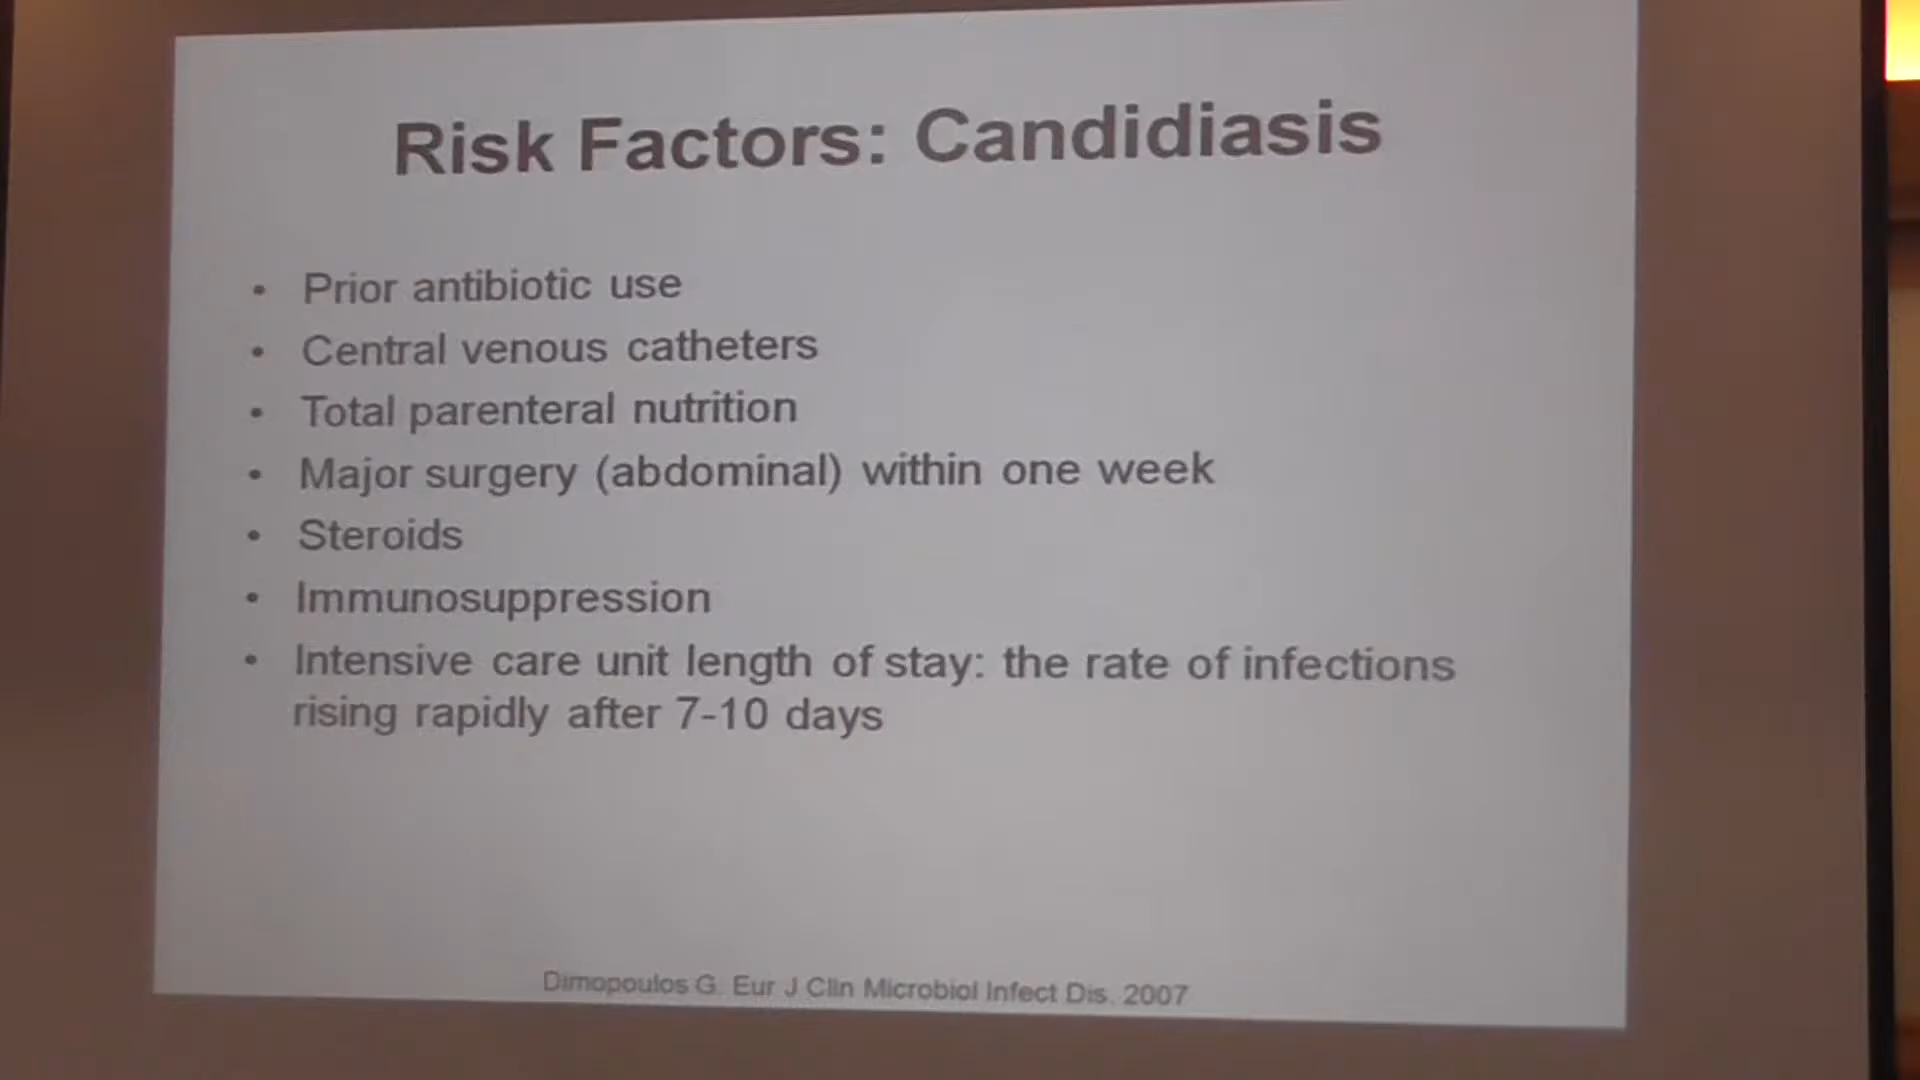 Risk Factors: Candidiasis
• Prior antibiotic use
• Central venous catheters
• Total parenteral nutrition
• Major surgery (abdominal) within one week
• Steroids
• Immunosuppression
• Intensive care unit length of stay: the rate of infections
rising rapidly after 7-10 days
Dimopoulos G. Eur J Clin Microbiol Infect Dis. 2007